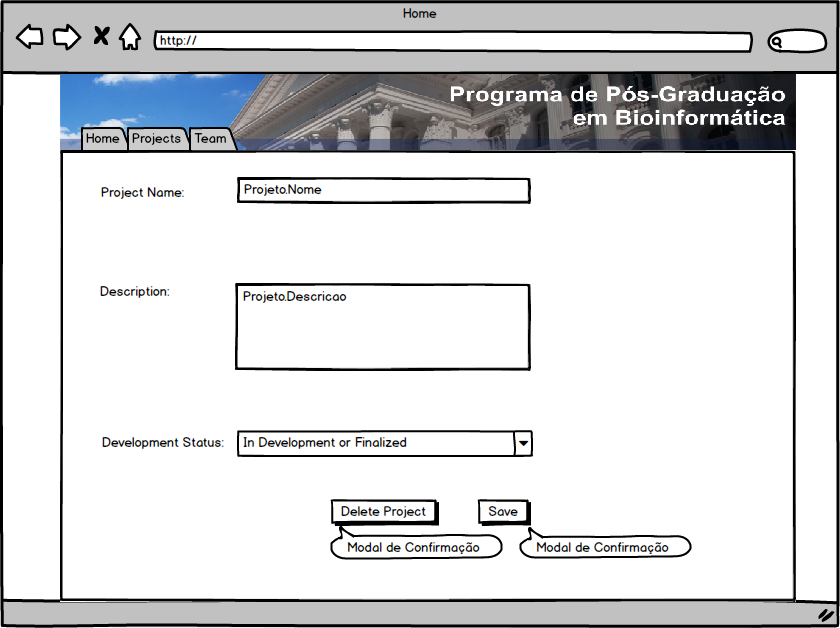 Home
http://
Programa de Pós-Graduação
em Bioinformática
Home Projects Team
Project Name: Projeto.Nome
Description: Projeto.Descricao
Development Status: In Development or Finalized
Delete Project Save
Modal de Confirmação Modal de Confirmação